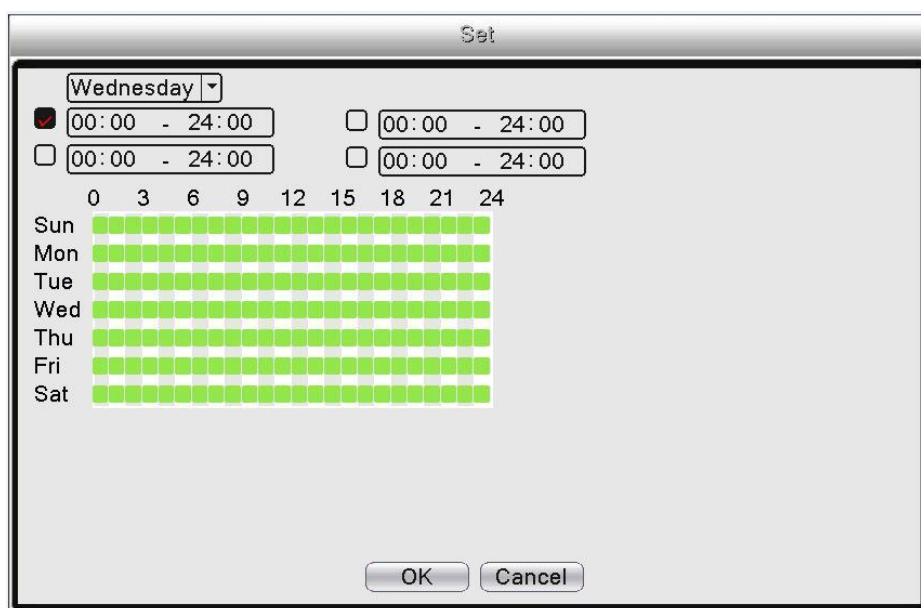 Set
Wednesday
00:00 - 24:00 00:00 - 24:00
00:00 - 24:00 00:00 - 24:00
0 3 6 9 12 15 18 21 24
Sun
Mon
Tue
Wed
Thu
Fri
Sat
OK Cancel